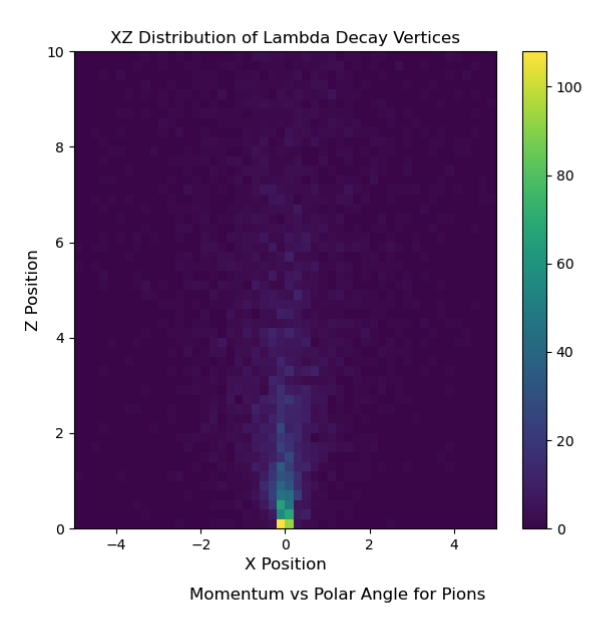 XZ Distribution of Lambda Decay Vertices
10
8
6
4
2
0
Z Position
−4 −2 0 2 4
X Position
100
80
60
40
20
0
Momentum vs Polar Angle for Pions